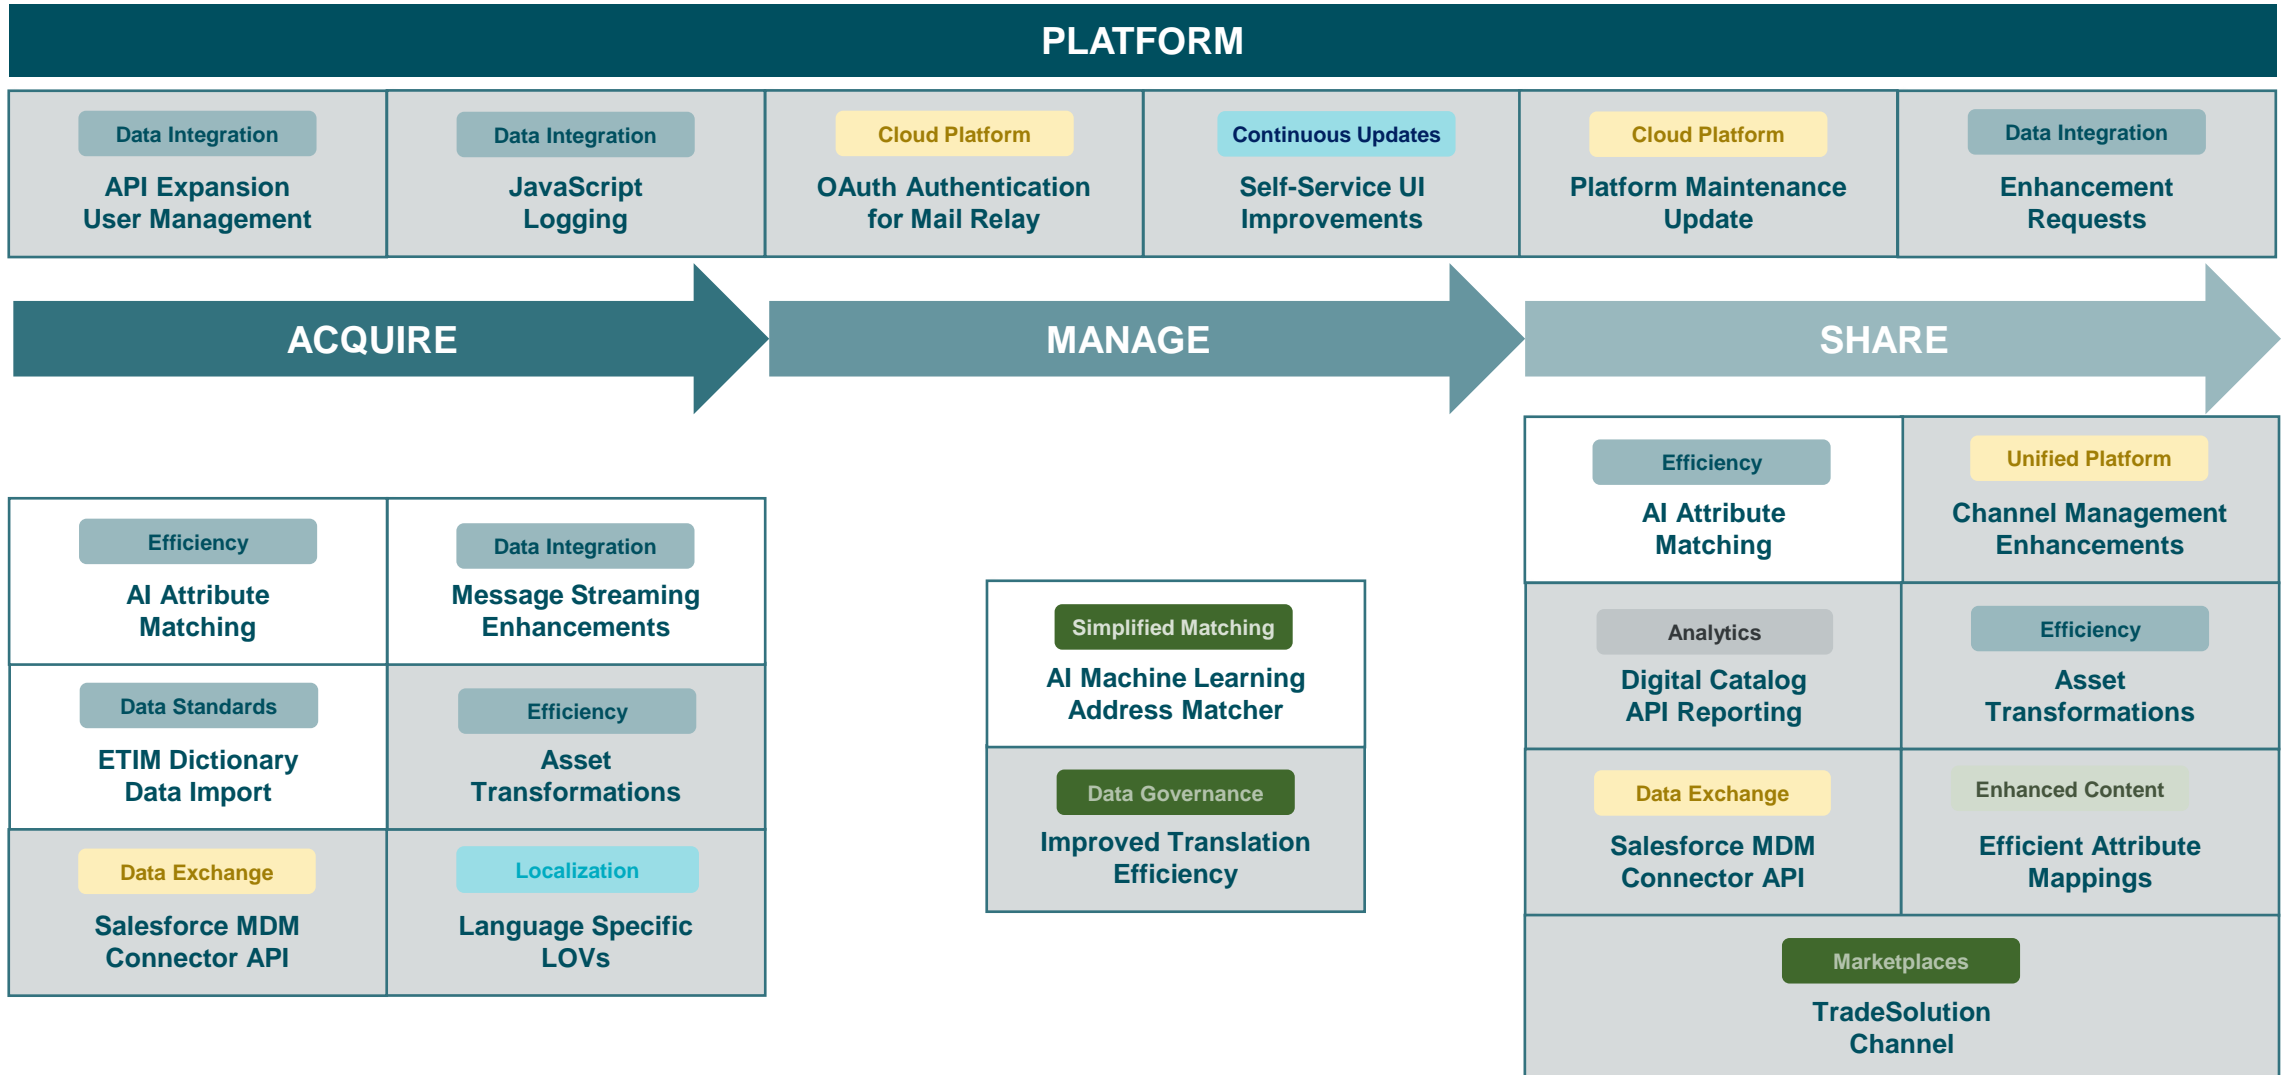 PLATFORM
Data Integration
API Expansion
User Management
Data Integration
JavaScript
Logging
Cloud Platform
OAuth Authentication
for Mail Relay
Continuous Updates
Self-Service UI
Improvements
Cloud Platform
Platform Maintenance
Update
Data Integration
Enhancement
Requests
ACQUIRE
MANAGE
SHARE
Efficiency
AI Attribute
Matching
Data Integration
Message Streaming
Enhancements
Data Standards
ETIM Dictionary
Data Import
Efficiency
Asset
Transformations
Data Exchange
Salesforce MDM
Connector API
Localization
Language Specific
LOVs
Simplified Matching
AI Machine Learning
Address Matcher
Data Governance
Improved Translation
Efficiency
Efficiency
AI Attribute
Matching
Unified Platform
Channel Management
Enhancements
Analytics
Digital Catalog
API Reporting
Efficiency
Asset
Transformations
Data Exchange
Salesforce MDM
Connector API
Enhanced Content
Efficient Attribute
Mappings
Marketplaces
TradeSolution
Channel